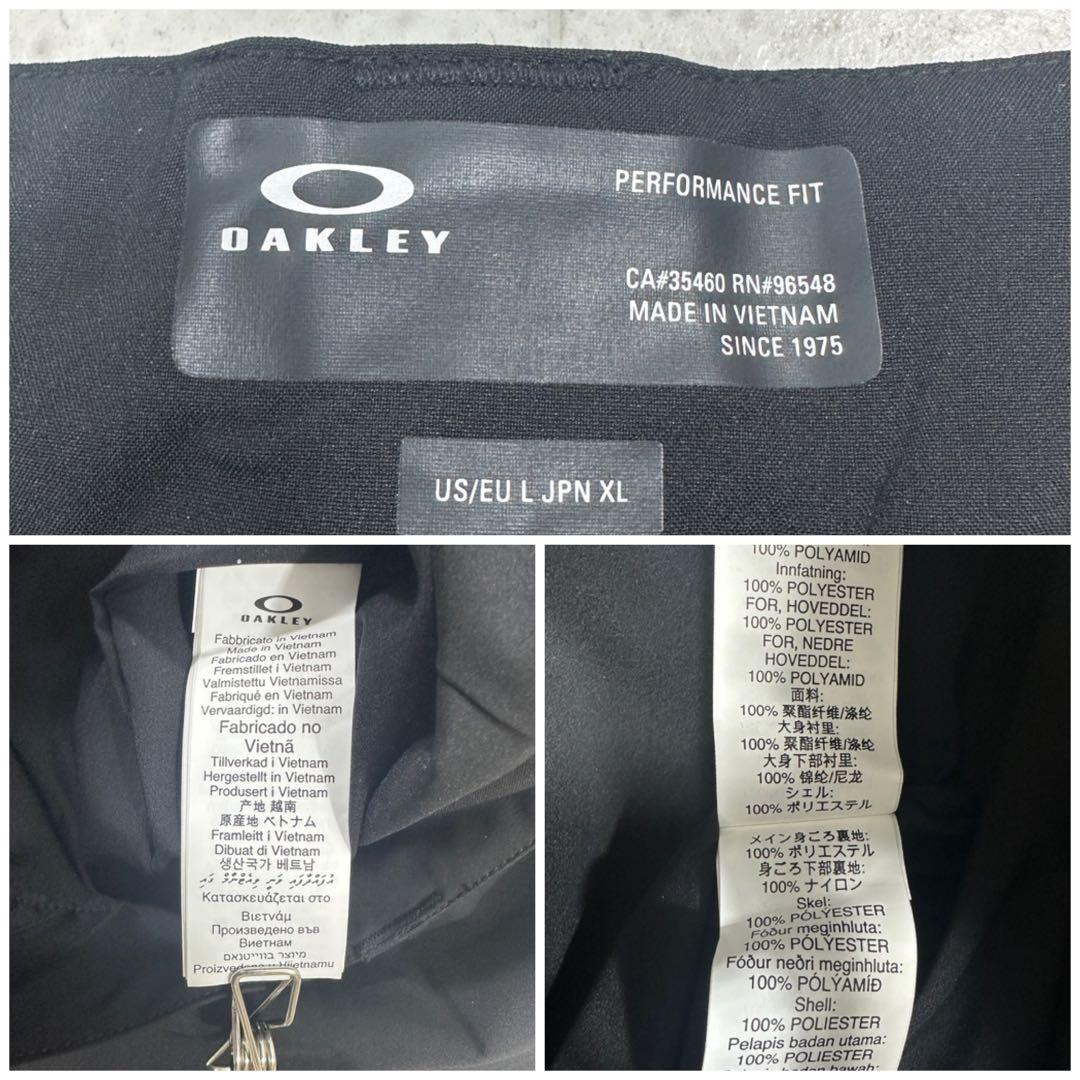 OAKLEY
PERFORMANCE FIT
CA#35460 RN#96548
MADE IN VIETNAM
SINCE 1975
US/EU L JPN XL
OAKLEY
Fabbricato in Vietnam
Made in Vietnam
Fabricado en Vietnam
Fremstillet i Vietnam
Valmistettu Vietnamissa
Fabriqué en Vietnam
Vervaardigd: in Vietnam
Fabricado no
Vietnã
Tillverkad i Vietnam
Hergestellt in Vietnam
Produsert i Vietnam
产地 越南
原産地 ベトナム
Framleitt i Vietnam
Dibuat di Vietnam
생산국가 베트남
Κατασκευάζεται στο
Βιετνάμ
Произведено във
Виетнам
מיוצר בווייטנאם
Proizvedeno u Vijetnamu
100% POLYAMID
Innfatning:
100% POLYESTER
FOR, HOVEDDEL:
100% POLYESTER
FOR, NEDRE
HOVEDDEL:
100% POLYAMID
面料:
100% 聚酯纤维/涤纶
大身衬里:
100% 聚酯纤维/涤纶
大身下部衬里:
100% 锦纶/尼龙
シェル:
100% ポリエステル
メイン身ごろ裏地:
100% ポリエステル
身ごろ下部裏地:
100% ナイロン
Skel:
100% PÓLÝESTER
Fóður meginhluta:
100% PÓLÝESTER
Fóður neðri meginhluta:
100% PÓLÝAMÍÐ
Shell:
100% POLIESTER
Pelapis badan utama:
100% POLIESTER
Pelapis badan bawah: